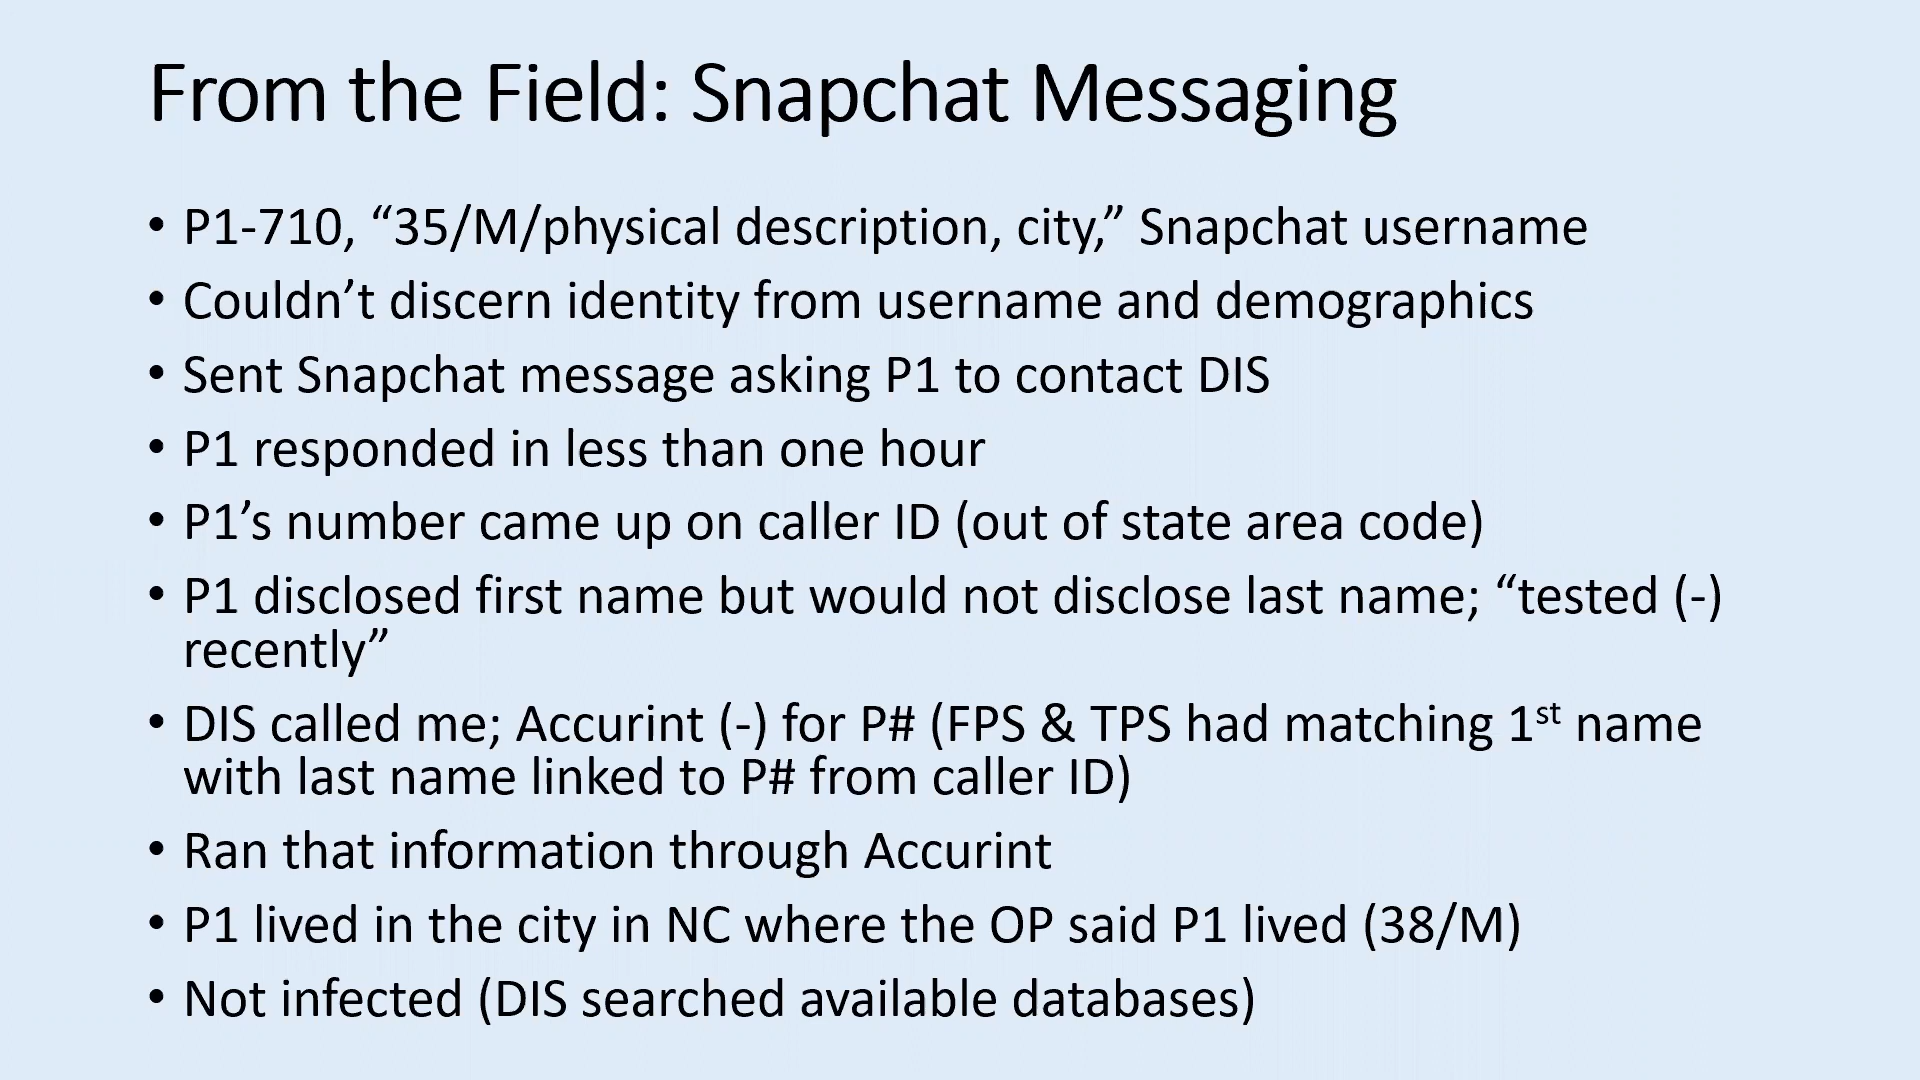 From the Field: Snapchat Messaging
• P1-710, “35/M/physical description, city,” Snapchat username
• Couldn’t discern identity from username and demographics
• Sent Snapchat message asking P1 to contact DIS
• P1 responded in less than one hour
• P1’s number came up on caller ID (out of state area code)
• P1 disclosed first name but would not disclose last name; “tested (-)
recently”
• DIS called me; Accurint (-) for P# (FPS & TPS had matching 1st name
with last name linked to P# from caller ID)
• Ran that information through Accurint
• P1 lived in the city in NC where the OP said P1 lived (38/M)
• Not infected (DIS searched available databases)